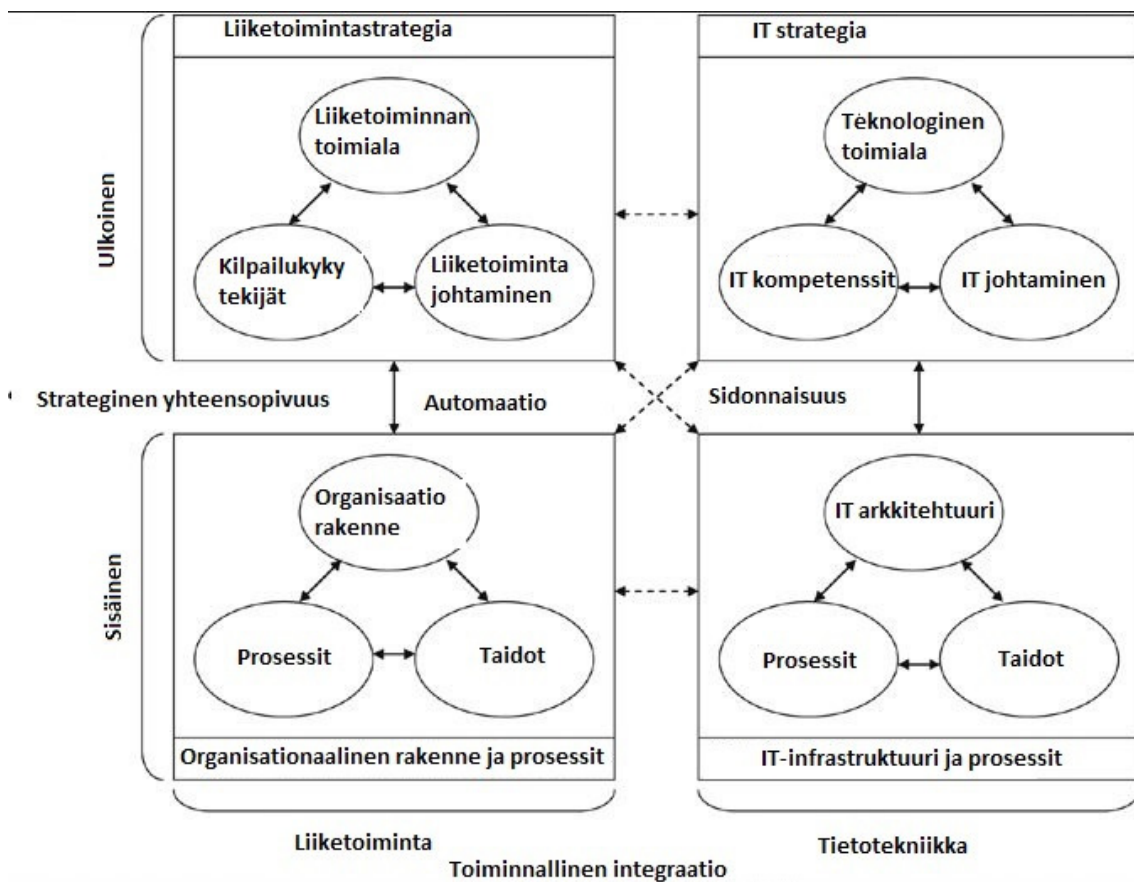 Liiketoimintastrategia
IT strategia
Ulkoinen
Liiketoiminnan
toimiala
Kilpailukyky
tekijät
Liiketoiminta
johtaminen
Teknologinen
toimiala
IT kompetenssit
IT johtaminen
Strateginen yhteensopivuus
Automaatio
Sidonnaisuus
Sisäinen
Organisaatio
rakenne
Prosessit
Taidot
IT arkkitehtuuri
Prosessit
Taidot
Organisationaalinen rakenne ja prosessit
IT-infrastruktuuri ja prosessit
Liiketoiminta
Tietotekniikka
Toiminnallinen integraatio